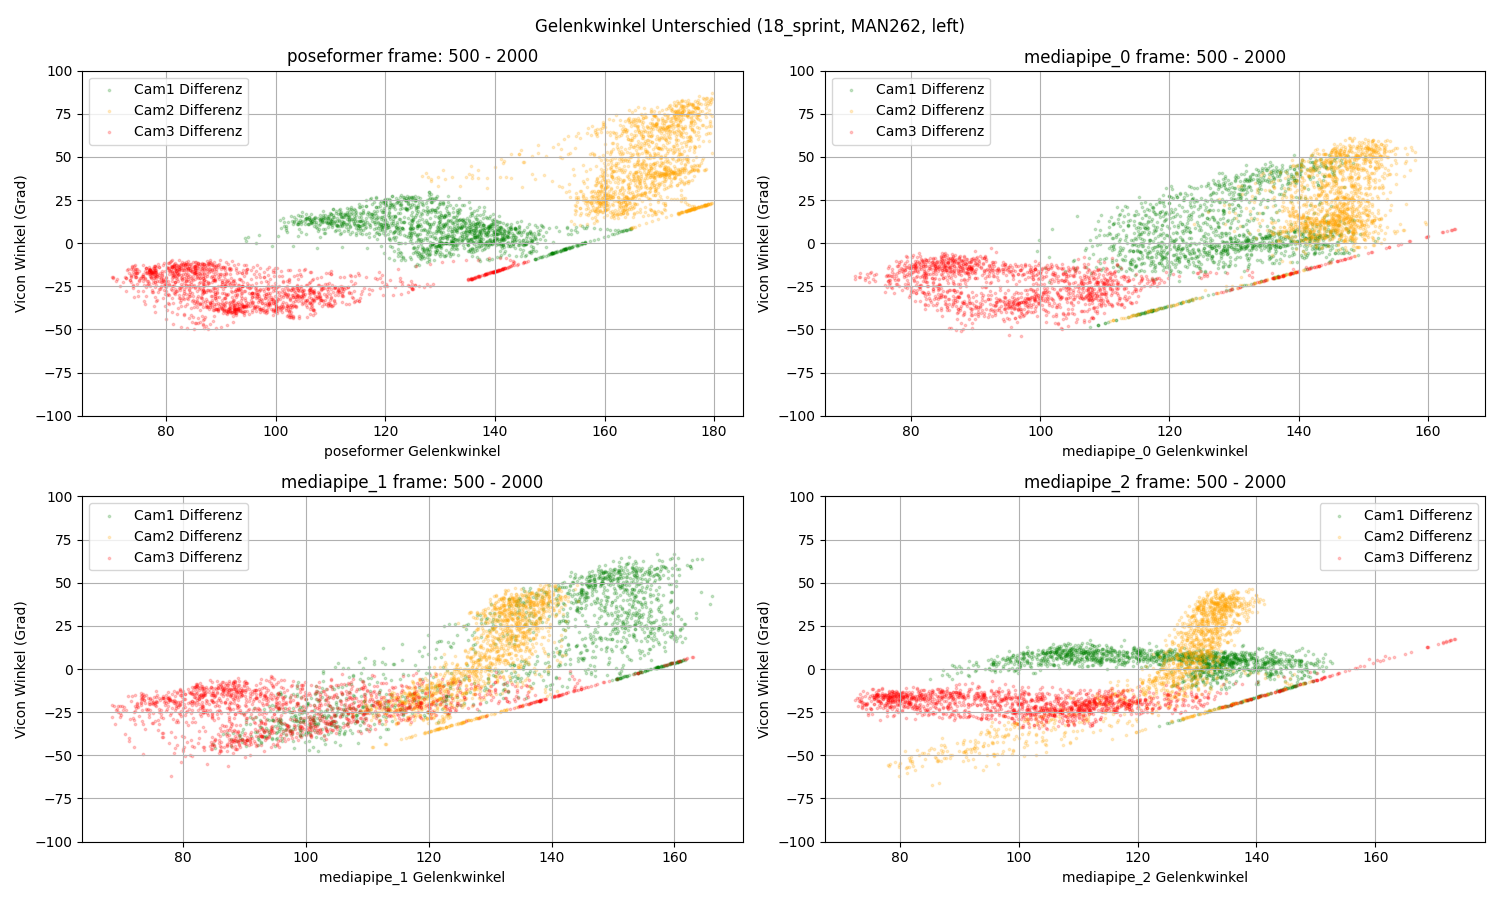 Gelenkwinkel Unterschied (18_sprint, MAN262, left)
poseformer frame: 500 - 2000
100
75
50
25
0
−25
−50
−75
−100
Vicon Winkel (Grad)
Cam1 Differenz
Cam2 Differenz
Cam3 Differenz
80 100 120 140 160 180
poseformer Gelenkwinkel
mediapipe_0 frame: 500 - 2000
100
75
50
25
0
−25
−50
−75
−100
Vicon Winkel (Grad)
Cam1 Differenz
Cam2 Differenz
Cam3 Differenz
80 100 120 140 160
mediapipe_0 Gelenkwinkel
mediapipe_1 frame: 500 - 2000
100
75
50
25
0
−25
−50
−75
−100
Vicon Winkel (Grad)
Cam1 Differenz
Cam2 Differenz
Cam3 Differenz
80 100 120 140 160
mediapipe_1 Gelenkwinkel
mediapipe_2 frame: 500 - 2000
100
75
50
25
0
−25
−50
−75
−100
Vicon Winkel (Grad)
Cam1 Differenz
Cam2 Differenz
Cam3 Differenz
80 100 120 140 160
mediapipe_2 Gelenkwinkel